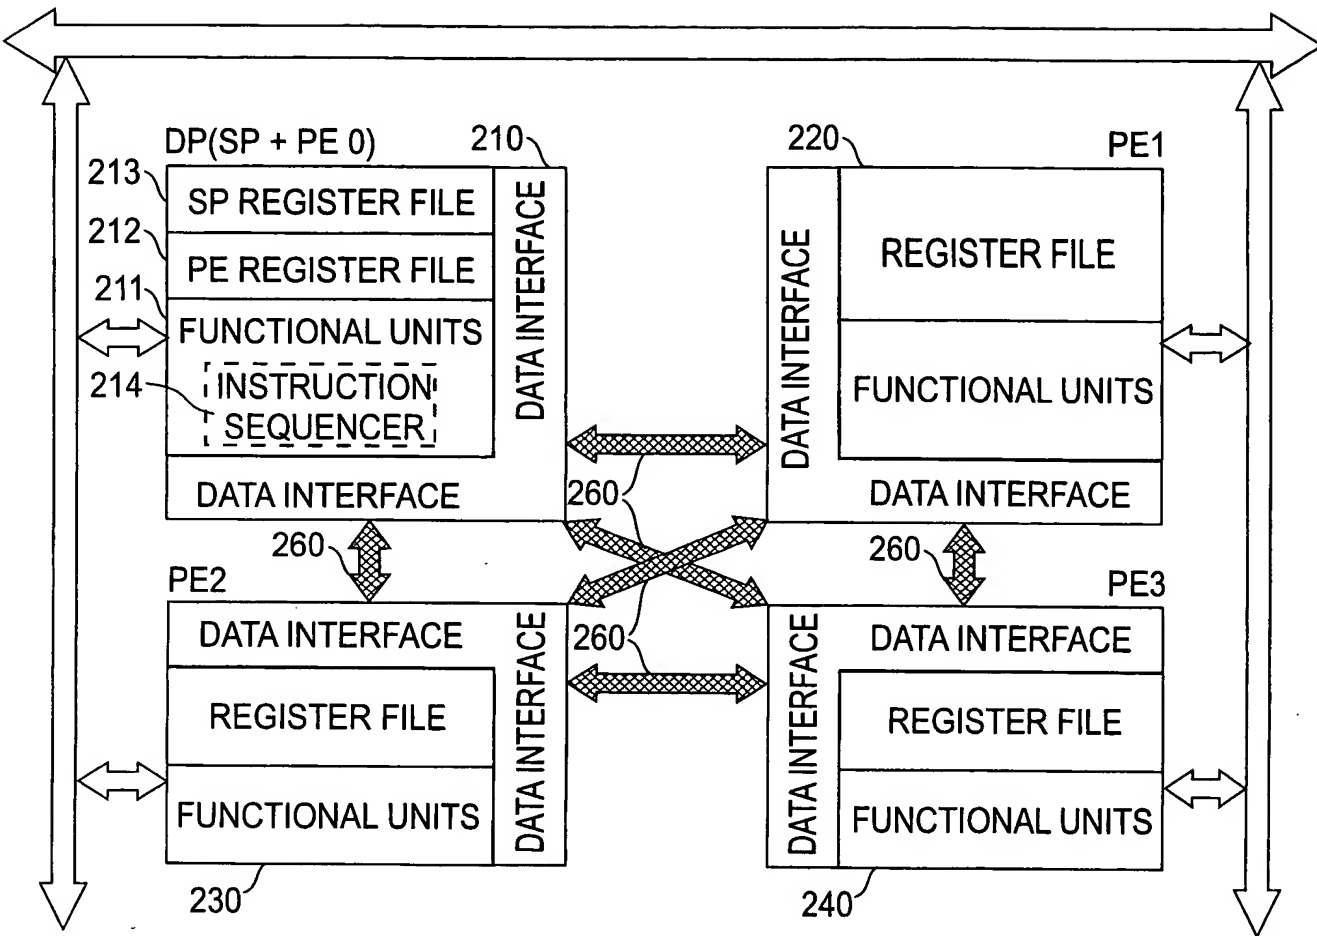 DP(SP + PE 0)
210
213
SP REGISTER FILE
212
PE REGISTER FILE
211
FUNCTIONAL UNITS
214
INSTRUCTION
SEQUENCER
DATA INTERFACE
DATA INTERFACE
220
PE1
DATA INTERFACE
REGISTER FILE
FUNCTIONAL UNITS
DATA INTERFACE
260
260
260
260
PE2
DATA INTERFACE
REGISTER FILE
FUNCTIONAL UNITS
DATA INTERFACE
230
PE3
DATA INTERFACE
DATA INTERFACE
REGISTER FILE
FUNCTIONAL UNITS
240